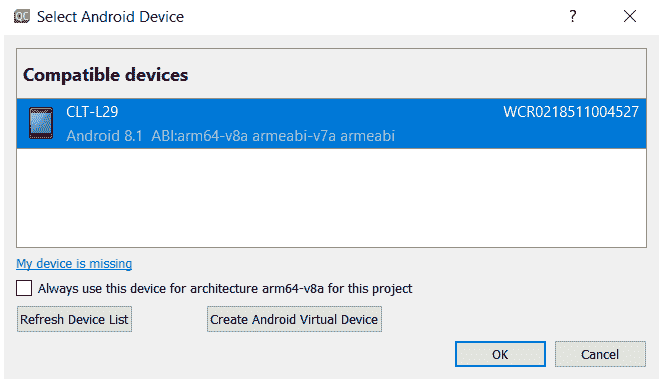 QC Select Android Device ?
Compatible devices
CLT-L29 WCR0218511004527
Android 8.1 ABI:arm64-v8a armeabi-v7a armeabi
My device is missing
Always use this device for architecture arm64-v8a for this project
Refresh Device List Create Android Virtual Device
OK Cancel